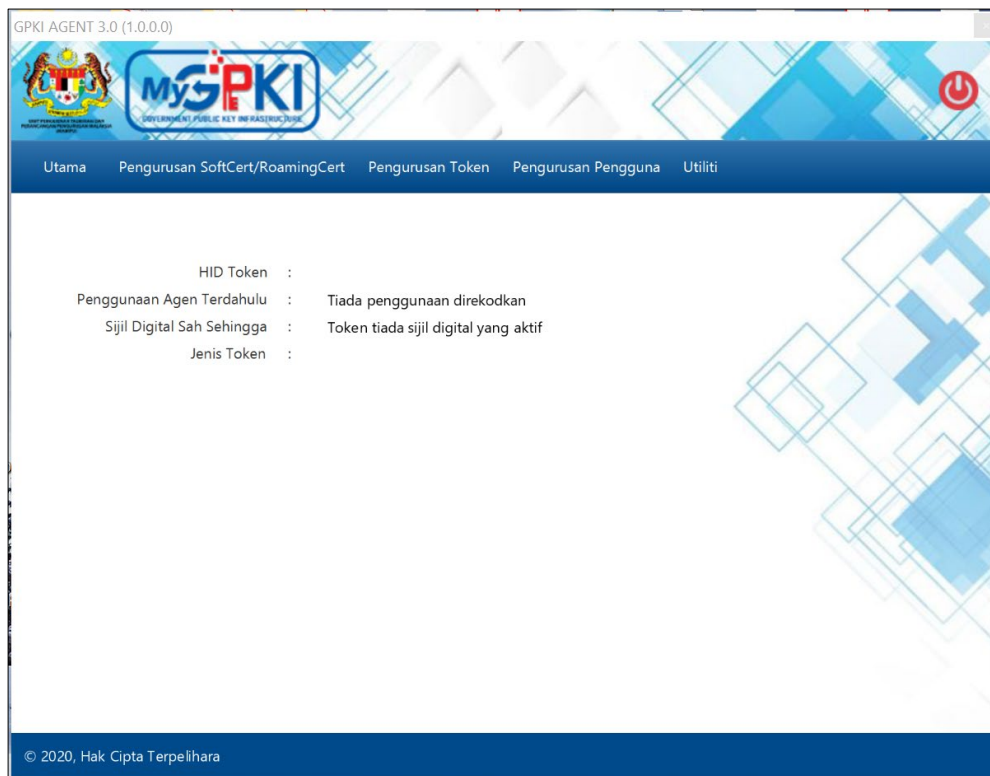 GPKI AGENT 3.0 (1.0.0.0)
MyGPKI
GOVERNMENT PUBLIC KEY INFRASTRUCTURE
Utama Pengurusan SoftCert/RoamingCert Pengurusan Token Pengurusan Pengguna Utiliti
HID Token :
Penggunaan Agen Terdahulu : Tiada penggunaan direkodkan
Sijil Digital Sah Sehingga : Token tiada sijil digital yang aktif
Jenis Token :
© 2020, Hak Cipta Terpelihara